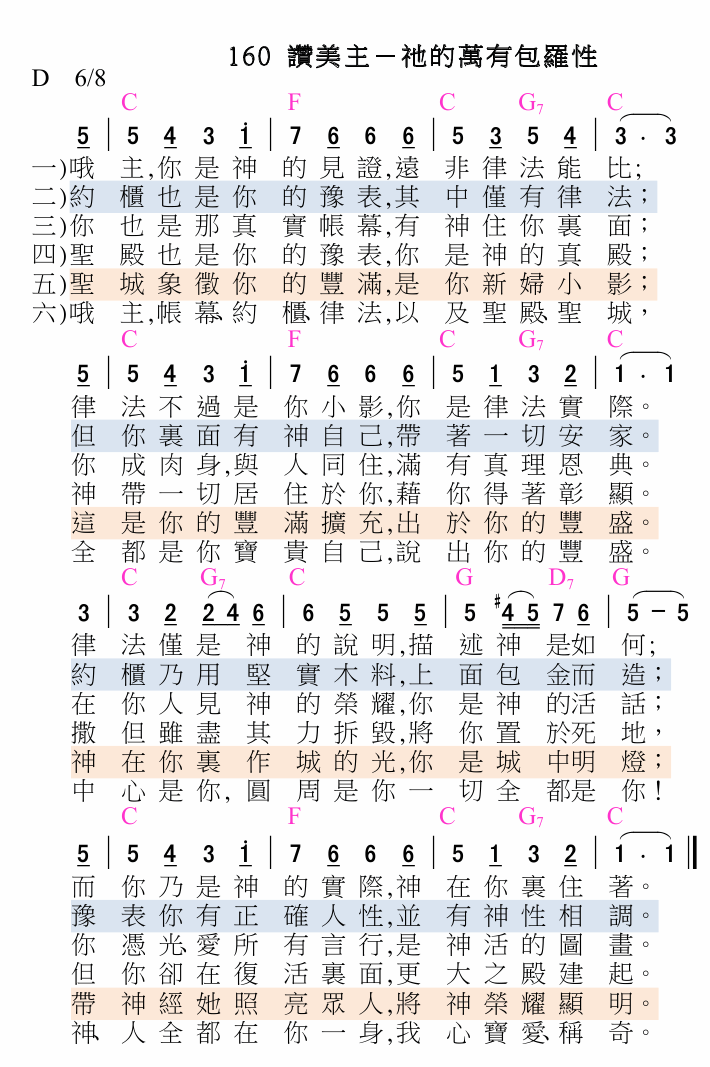 160 讚美主－祂的萬有包羅性
D 6/8
C F C G7 C
5 | 5 4 3 i | 7 6 6 6 | 5 3 5 4 | 3 · 3
一)哦 主,你 是 神 的 見 證,遠 非 律 法 能 比;
二)約 櫃 也 是 你 的 豫 表,其 中 僅 有 律 法;
三)你 也 是 那 真 實 帳 幕,有 神 住 你 裏 面;
四)聖 殿 也 是 你 的 豫 表,你 是 神 的 真 殿;
五)聖 城 象 徵 你 的 豐 滿,是 你 新 婦 小 影;
六)哦 主,帳 幕、約 櫃、律 法,以 及 聖 殿、聖 城，
C F C G7 C
5 | 5 4 3 i | 7 6 6 6 | 5 1 3 2 | 1 · 1
律 法 不 過 是 你 小 影,你 是 律 法 實 際。
但 你 裏 面 有 神 自 己,帶 著 一 切 安 家。
你 成 肉 身,與 人 同 住,滿 有 真 理 恩 典。
神 帶 一 切 居 住 於 你,藉 你 得 著 彰 顯。
這 是 你 的 豐 滿 擴 充,出 於 你 的 豐 盛。
全 都 是 你 寶 貴 自 己,說 出 你 的 豐 盛。
C G7 C G D7 G
3 | 3 2 2 4 6 | 6 5 5 5 | 5 #4 5 7 6 | 5 - 5
律 法 僅 是 神 的 說 明,描 述 神 是如 何;
約 櫃 乃 用 堅 實 木 料,上 面 包 金而 造;
在 你 人 見 神 的 榮 耀,你 是 神 的活 話;
撒 但 雖 盡 其 力 拆 毀,將 你 置 於死 地，
神 在 你 裏 作 城 的 光,你 是 城 中明 燈;
中 心 是 你, 圓 周 是 你 一 切 全 都是 你!
C F C G7 C
5 | 5 4 3 i | 7 6 6 6 | 5 1 3 2 | 1 · 1
而 你 乃 是 神 的 實 際,神 在 你 裏 住 著。
豫 表 你 有 正 確 人 性,並 有 神 性 相 調。
你 憑 光、愛 所 有 言 行,是 神 活 的 圖 畫。
但 你 卻 在 復 活 裏 面,更 大 之 殿 建 起。
帶 神 經 她 照 亮 眾 人,將 神 榮 耀 顯 明。
神、人 全 都 在 你 一 身,我 心 寶 愛、稱 奇。